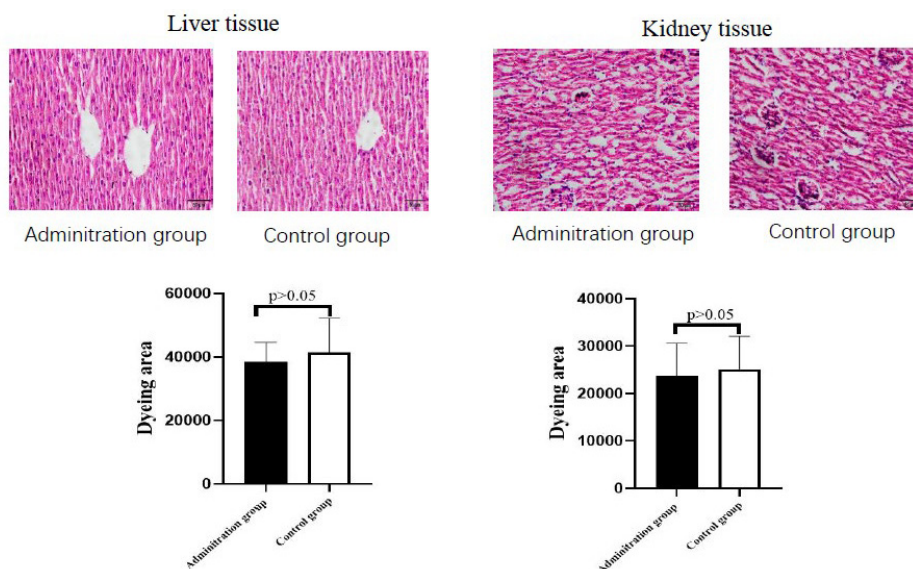 Liver tissue
Kidney tissue
Adminitration group
Control group
Adminitration group
Control group
p>0.05
60000
40000
20000
0
Dyeing area
Adminitration group
Control group
p>0.05
40000
30000
20000
10000
0
Dyeing area
Adminitration group
Control group